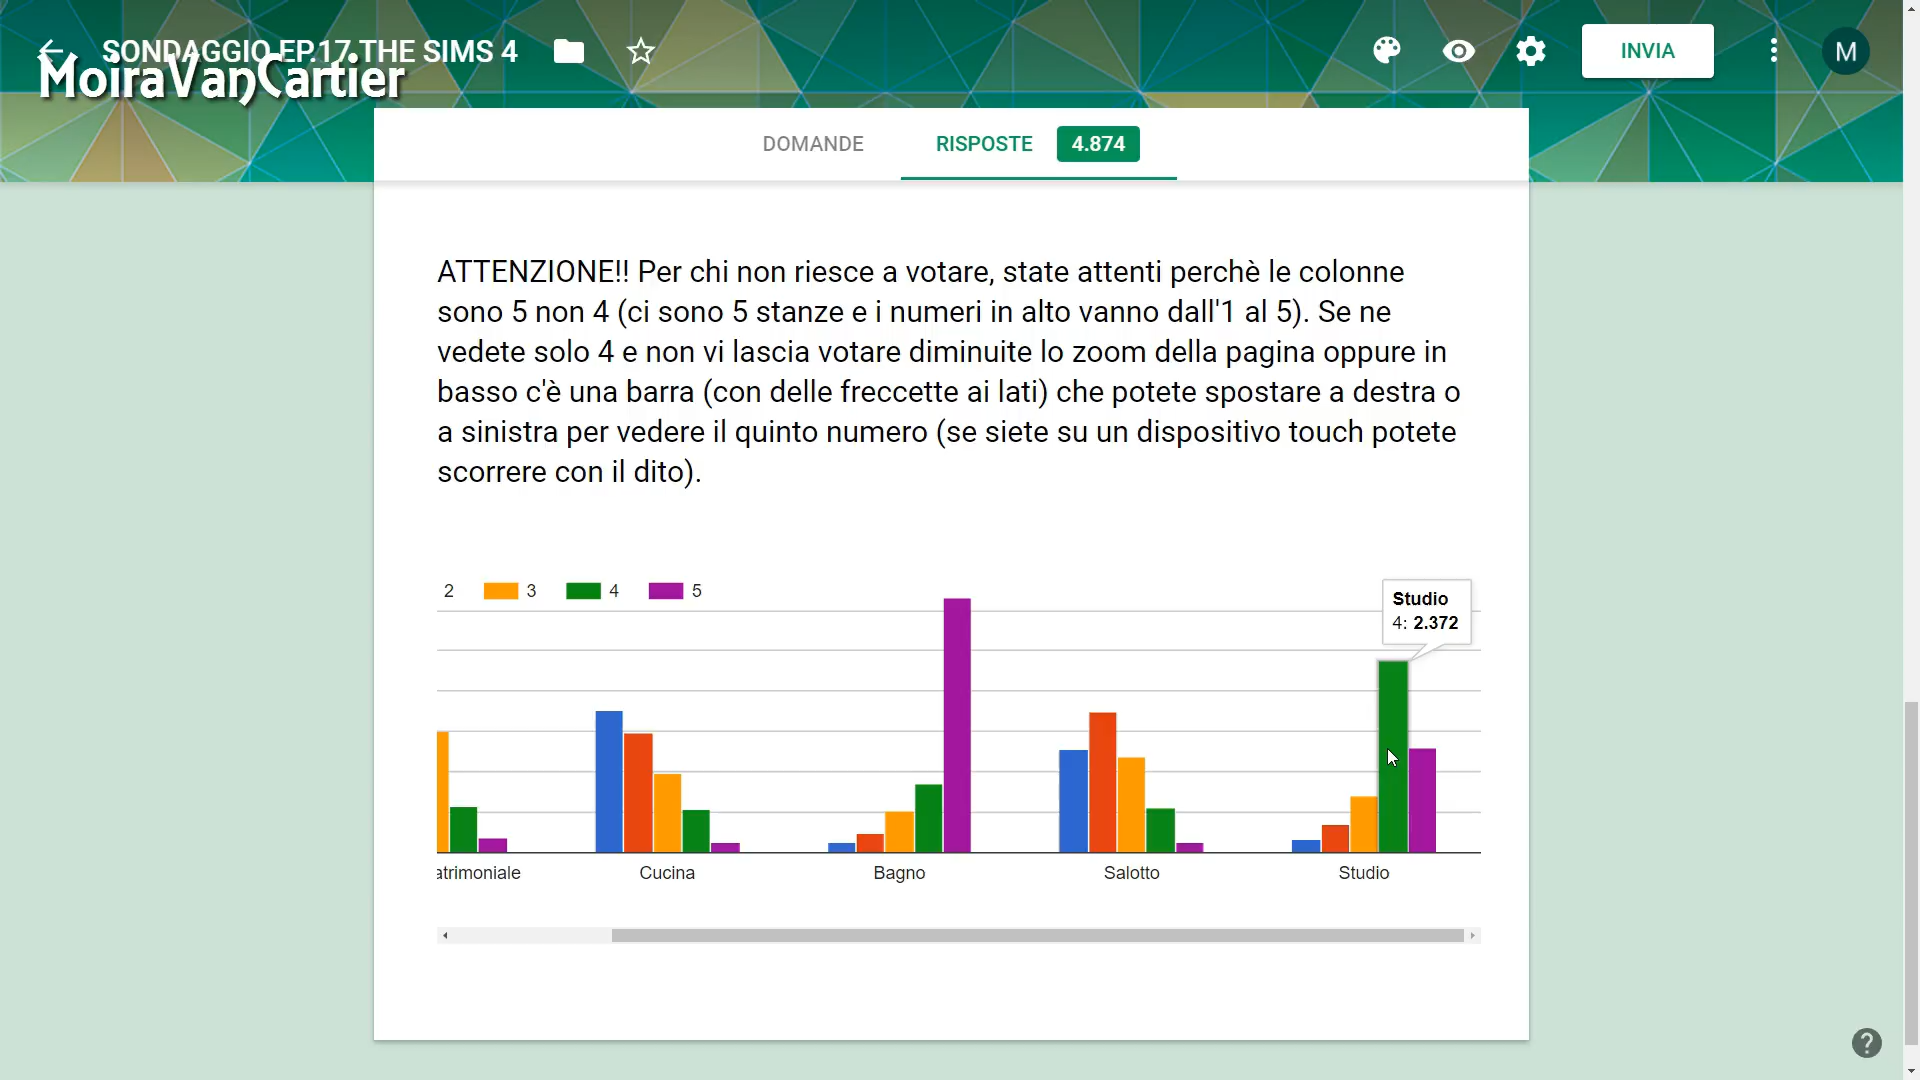 SONDAGGIO EP.17 THE SIMS 4
MoiraVanCartier
INVIA
M
DOMANDE
RISPOSTE
4.874
ATTENZIONE!! Per chi non riesce a votare, state attenti perchè le colonne
sono 5 non 4 (ci sono 5 stanze e i numeri in alto vanno dall'1 al 5). Se ne
vedete solo 4 e non vi lascia votare diminuite lo zoom della pagina oppure in
basso c'è una barra (con delle freccette ai lati) che potete spostare a destra o
a sinistra per vedere il quinto numero (se siete su un dispositivo touch potete
scorrere con il dito).
2 3 4 5
Studio
4: 2.372
atrimoniale Cucina Bagno Salotto Studio
?